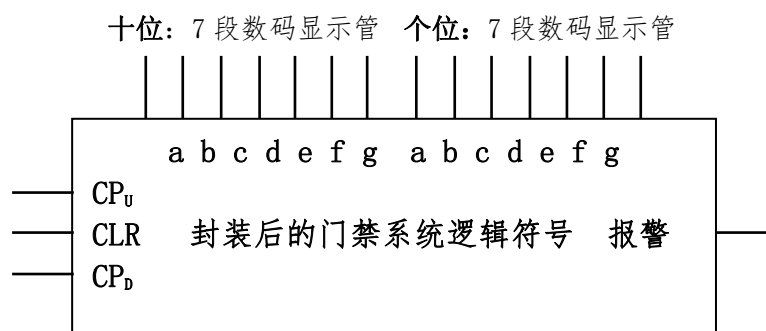 十位：7 段数码显示管 个位：7 段数码显示管
a b c d e f g a b c d e f g
CPU
CLR 封装后的门禁系统逻辑符号 报警
CPD